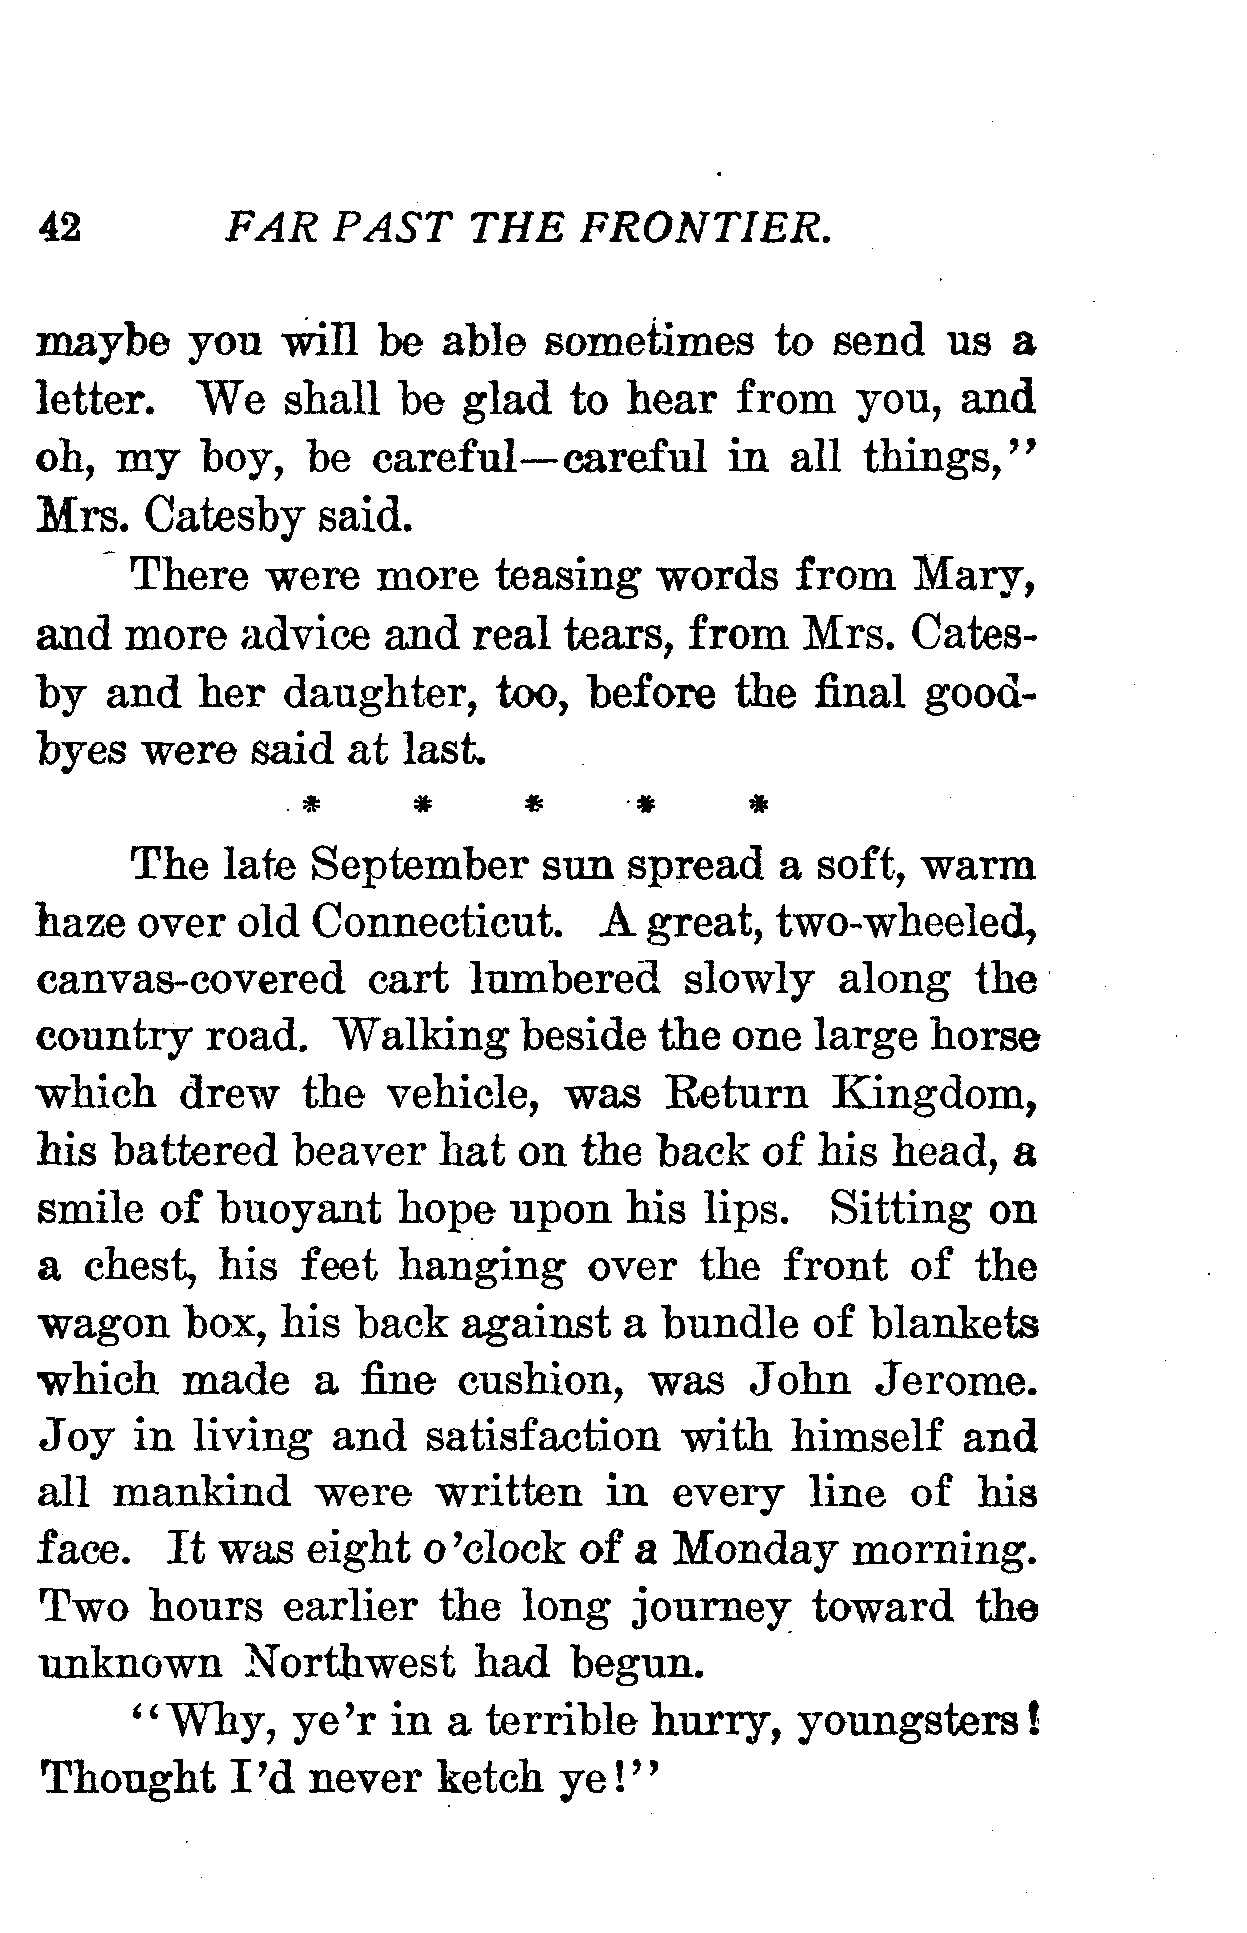 42 FAR PAST THE FRONTIER.
maybe you will be able sometimes to send us a
letter. We shall be glad to hear from you, and
oh, my boy, be careful—careful in all things,"
Mrs. Catesby said.
There were more teasing words from Mary,
and more advice and real tears, from Mrs. Cates-
by and her daughter, too, before the final good-
byes were said at last.
* * * * *
The late September sun spread a soft, warm
haze over old Connecticut. A great, two-wheeled,
canvas-covered cart lumbered slowly along the
country road. Walking beside the one large horse
which drew the vehicle, was Return Kingdom,
his battered beaver hat on the back of his head, a
smile of buoyant hope upon his lips. Sitting on
a chest, his feet hanging over the front of the
wagon box, his back against a bundle of blankets
which made a fine cushion, was John Jerome.
Joy in living and satisfaction with himself and
all mankind were written in every line of his
face. It was eight o'clock of a Monday morning.
Two hours earlier the long journey toward the
unknown Northwest had begun.
"Why, ye'r in a terrible hurry, youngsters!
Thought I'd never ketch ye!"